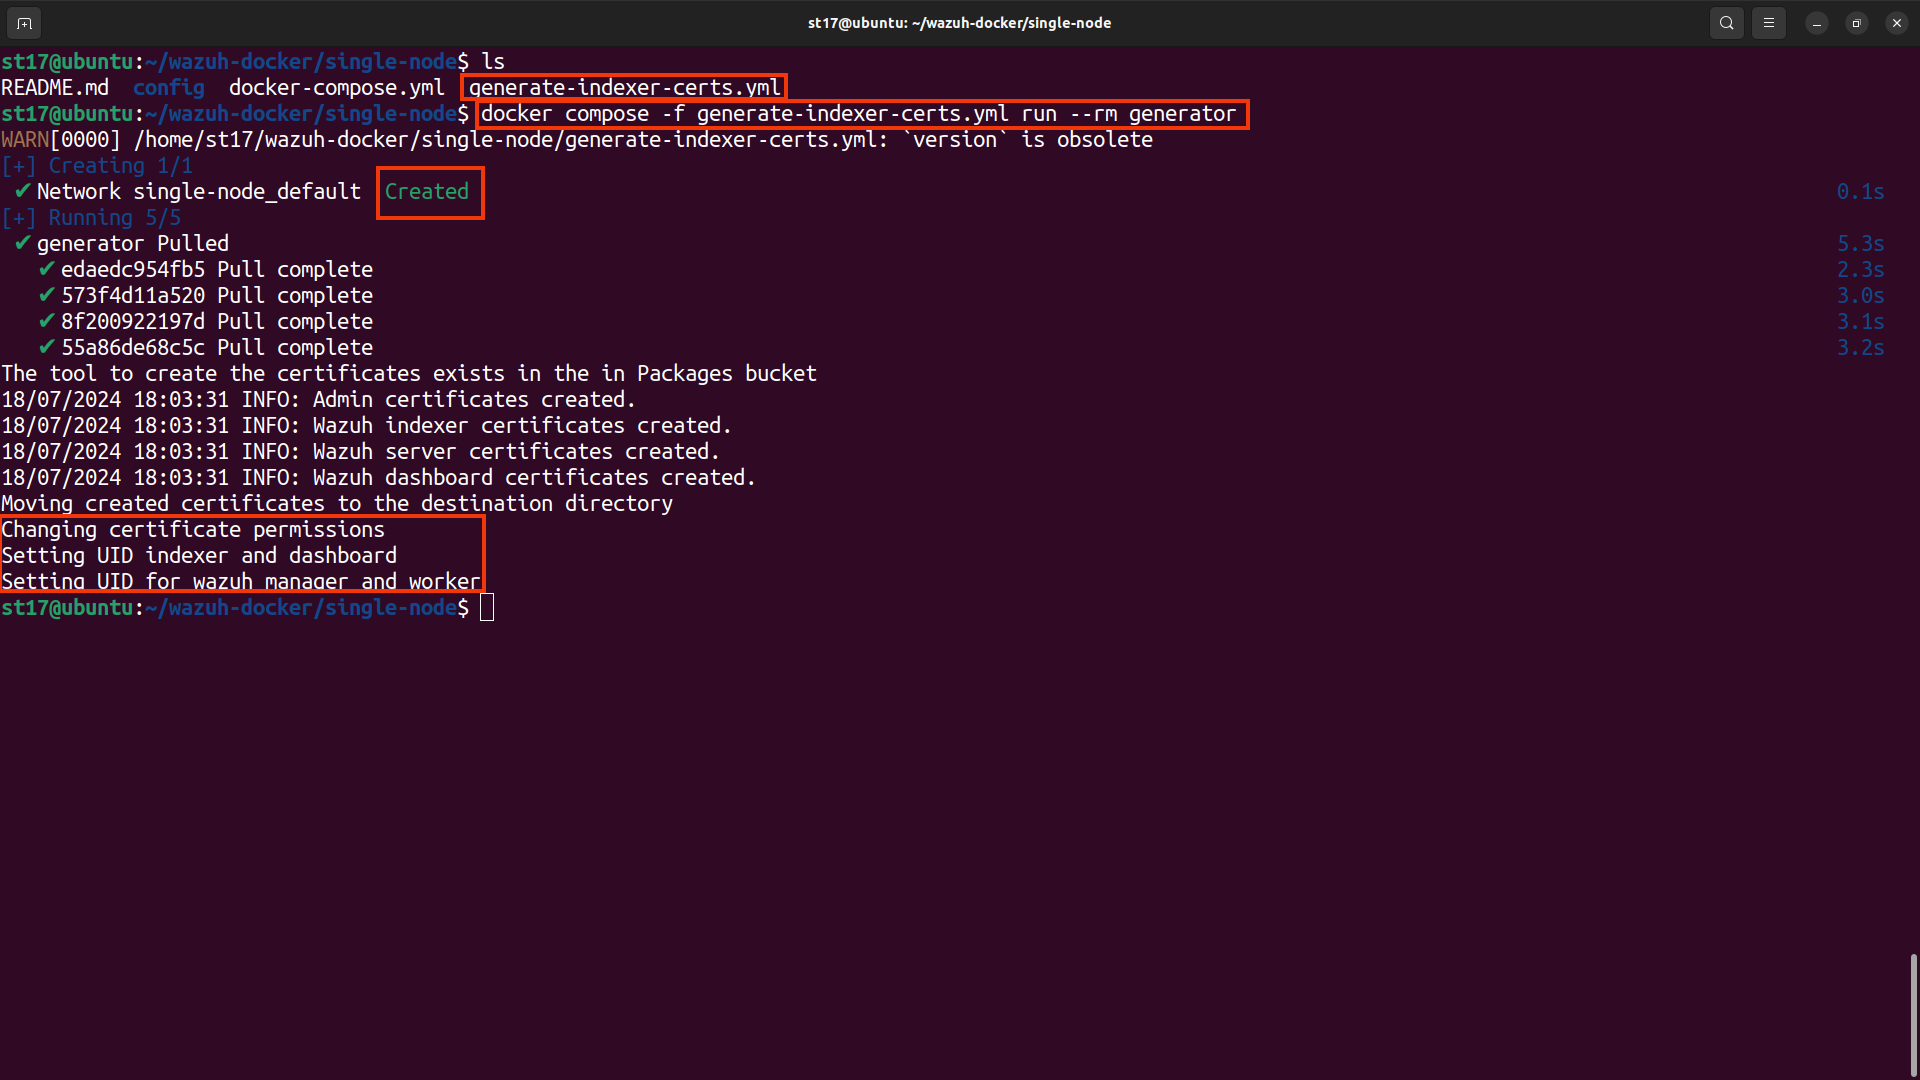 st17@ubuntu: ~/wazuh-docker/single-node
st17@ubuntu:~/wazuh-docker/single-node$ ls
README.md  config  docker-compose.yml  generate-indexer-certs.yml
st17@ubuntu:~/wazuh-docker/single-node$ docker compose -f generate-indexer-certs.yml run --rm generator
WARN[0000] /home/st17/wazuh-docker/single-node/generate-indexer-certs.yml: `version` is obsolete
[+] Creating 1/1
✔ Network single-node_default  Created  0.1s
[+] Running 5/5
✔ generator Pulled  5.3s
✔ edaedc954fb5 Pull complete  2.3s
✔ 573f4d11a520 Pull complete  3.0s
✔ 8f200922197d Pull complete  3.1s
✔ 55a86de68c5c Pull complete  3.2s
The tool to create the certificates exists in the in Packages bucket
18/07/2024 18:03:31 INFO: Admin certificates created.
18/07/2024 18:03:31 INFO: Wazuh indexer certificates created.
18/07/2024 18:03:31 INFO: Wazuh server certificates created.
18/07/2024 18:03:31 INFO: Wazuh dashboard certificates created.
Moving created certificates to the destination directory
Changing certificate permissions
Setting UID indexer and dashboard
Setting UID for wazuh manager and worker
st17@ubuntu:~/wazuh-docker/single-node$